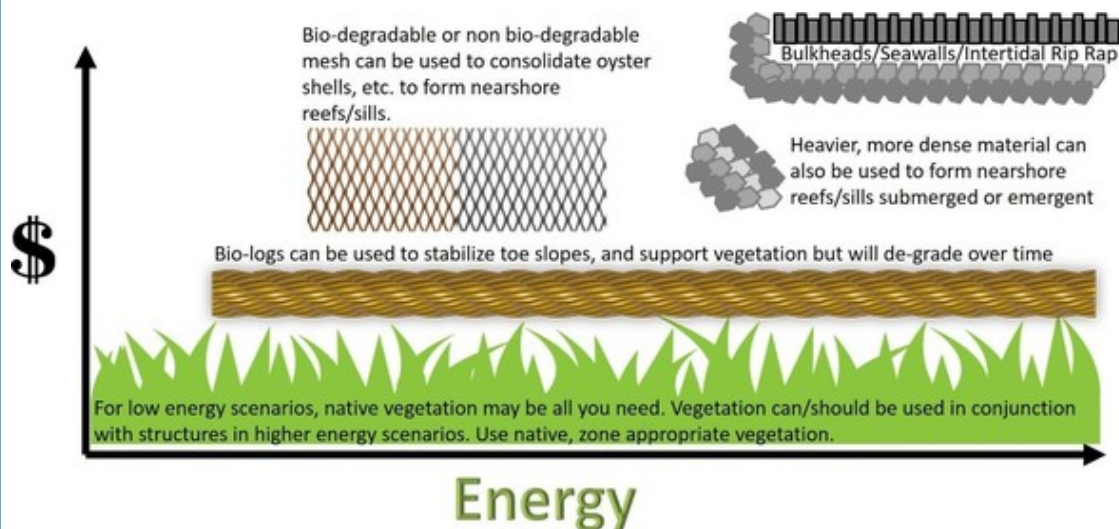 Bio-degradable or non bio-degradable
mesh can be used to consolidate oyster
shells, etc. to form nearshore
reefs/sills.
Bulkheads/Seawalls/Intertidal Rip Rap
Heavier, more dense material can
also be used to form nearshore
reefs/sills submerged or emergent
$
Bio-logs can be used to stabilize toe slopes, and support vegetation but will de-grade over time
For low energy scenarios, native vegetation may be all you need. Vegetation can/should be used in conjunction
with structures in higher energy scenarios. Use native, zone appropriate vegetation.
Energy